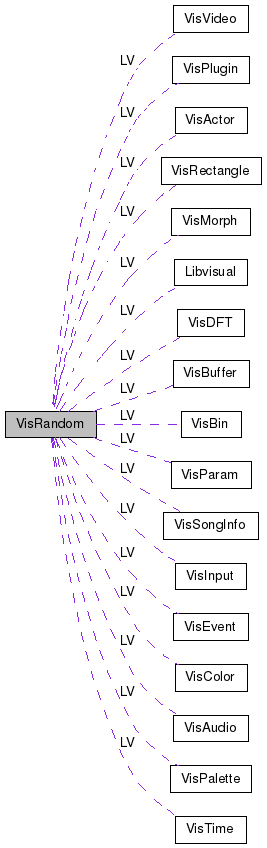 VisVideo
LV
VisPlugin
LV
VisActor
LV
VisRectangle
LV
VisMorph
LV
Libvisual
LV
VisDFT
LV
VisBuffer
LV
VisRandom
LV
VisBin
LV
VisParam
LV
VisSongInfo
LV
VisInput
LV
VisEvent
LV
VisColor
LV
VisAudio
LV
VisPalette
LV
VisTime